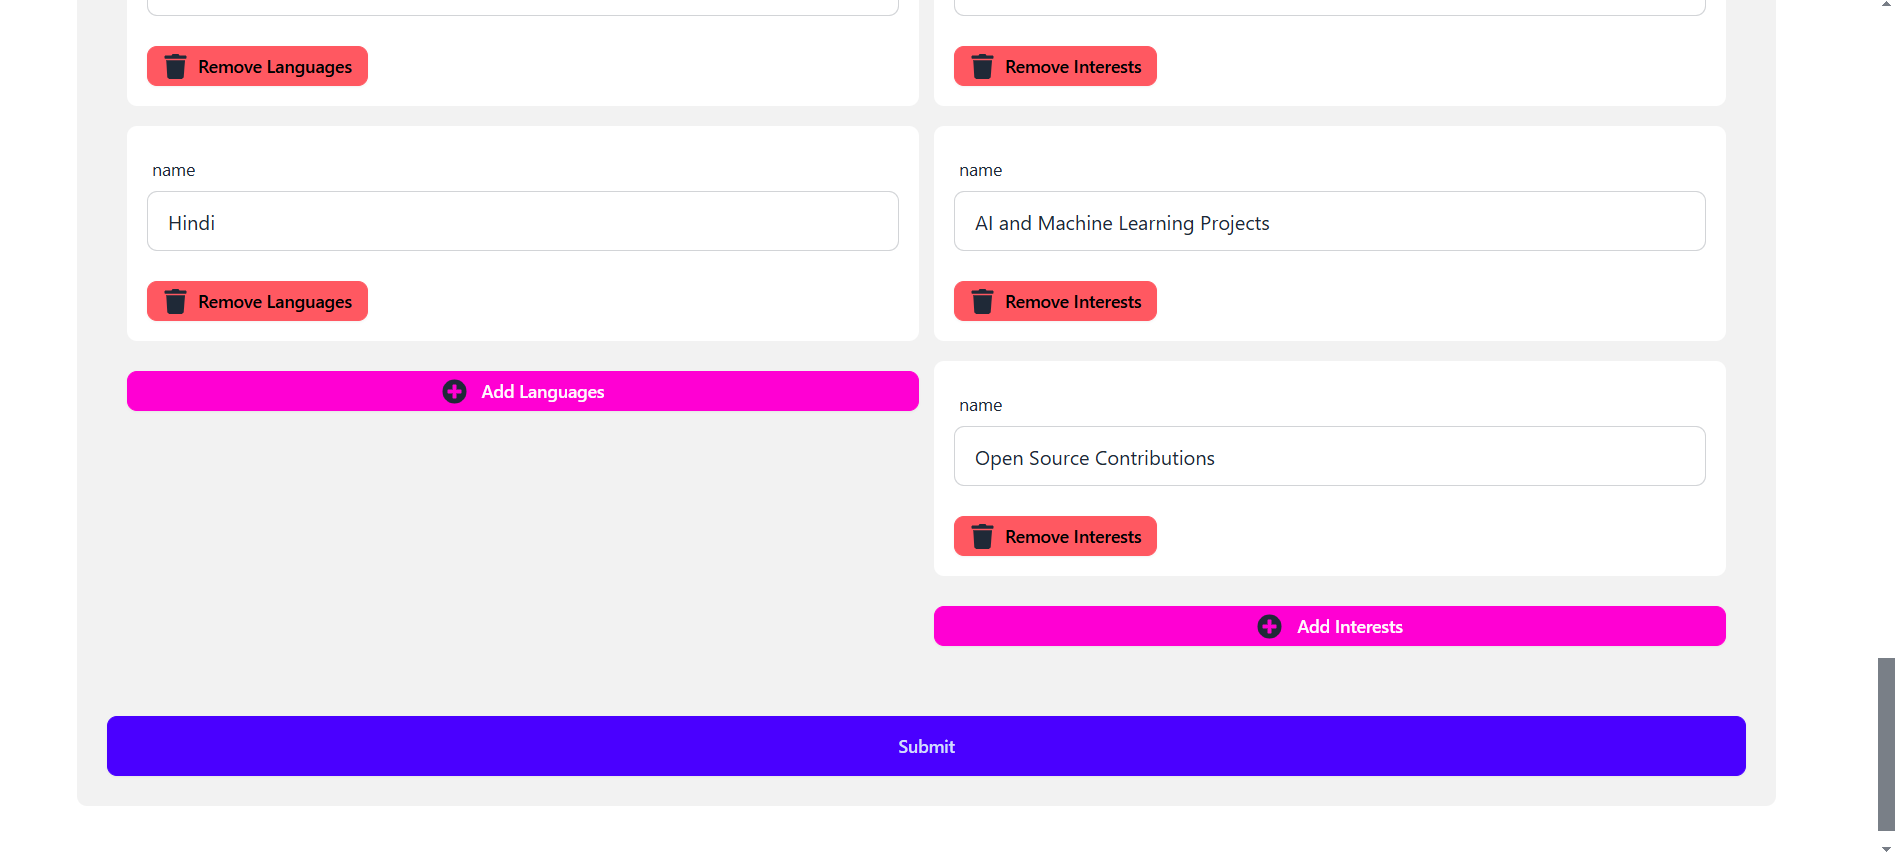 Remove Languages
Remove Interests
name
Hindi
Remove Languages
Add Languages
name
AI and Machine Learning Projects
Remove Interests
name
Open Source Contributions
Remove Interests
Add Interests
Submit